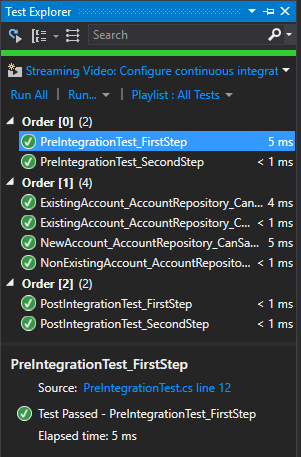 Test Explorer
Search
Streaming Video: Configure continuous integrat
Run All Run... Playlist : All Tests
Order [0] (2)
PreIntegrationTest_FirstStep 5 ms
PreIntegrationTest_SecondStep < 1 ms
Order [1] (4)
ExistingAccount_AccountRepository_Can... 4 ms
ExistingAccount_AccountRepository_C... < 1 ms
NewAccount_AccountRepository_CanSa... 5 ms
NonExistingAccount_AccountReposito... < 1 ms
Order [2] (2)
PostIntegrationTest_FirstStep < 1 ms
PostIntegrationTest_SecondStep < 1 ms
PreIntegrationTest_FirstStep
Source: PreIntegrationTest.cs line 12
Test Passed - PreIntegrationTest_FirstStep
Elapsed time: 5 ms